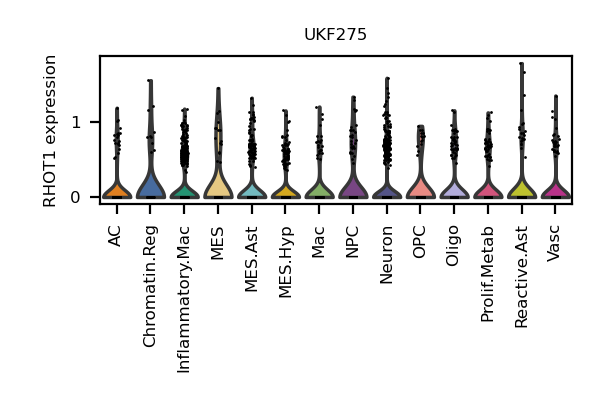 UKF275
RHOT1 expression
1
0
AC
Chromatin.Reg
Inflammatory.Mac
MES
MES.Ast
MES.Hyp
Mac
NPC
Neuron
OPC
Oligo
Prolif.Metab
Reactive.Ast
Vasc